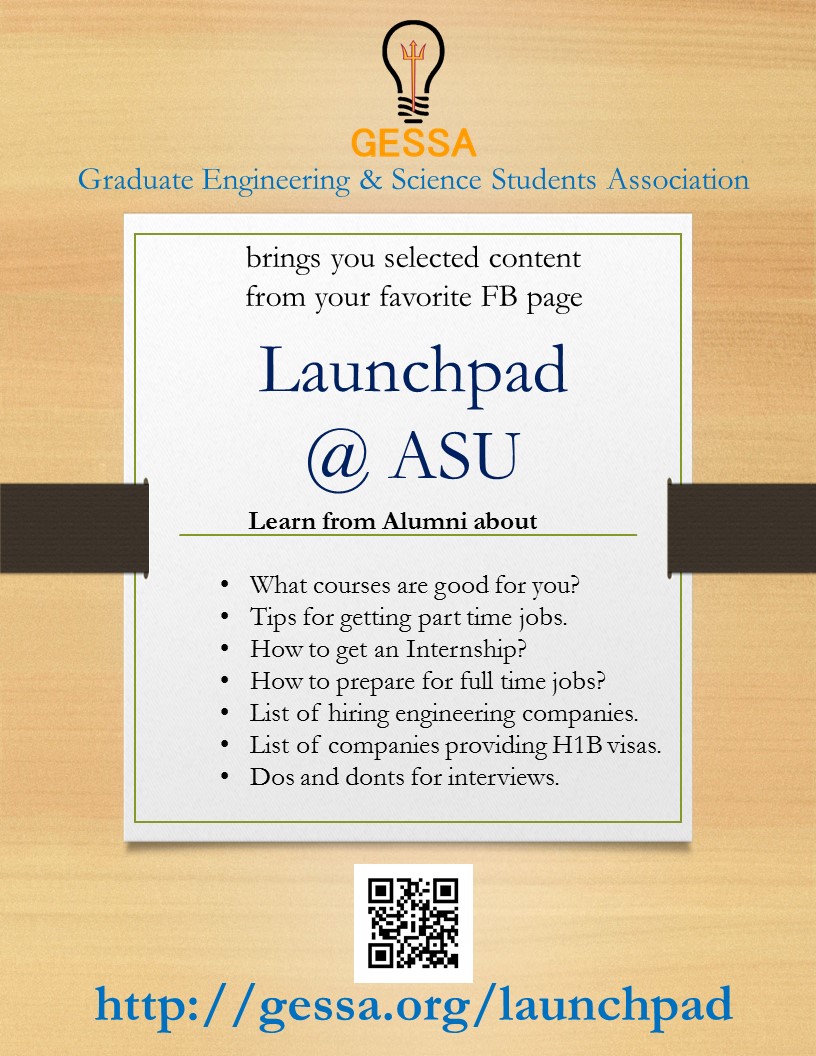 GESSA
Graduate Engineering & Science Students Association
brings you selected content
from your favorite FB page
Launchpad
@ ASU
Learn from Alumni about
• What courses are good for you?
• Tips for getting part time jobs.
• How to get an Internship?
• How to prepare for full time jobs?
• List of hiring engineering companies.
• List of companies providing H1B visas.
• Dos and donts for interviews.
http://gessa.org/launchpad